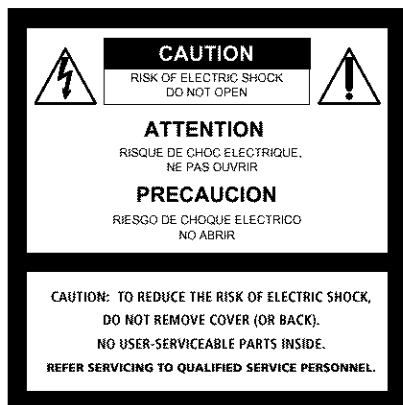 CAUTION
RISK OF ELECTRIC SHOCK
DO NOT OPEN
ATTENTION
RISQUE DE CHOC ELECTRIQUE,
NE PAS OUVRIR
PRECAUCION
RIESGO DE CHOQUE ELECTRICO
NO ABRIR
CAUTION: TO REDUCE THE RISK OF ELECTRIC SHOCK,
DO NOT REMOVE COVER (OR BACK).
NO USER-SERVICEABLE PARTS INSIDE.
REFER SERVICING TO QUALIFIED SERVICE PERSONNEL.